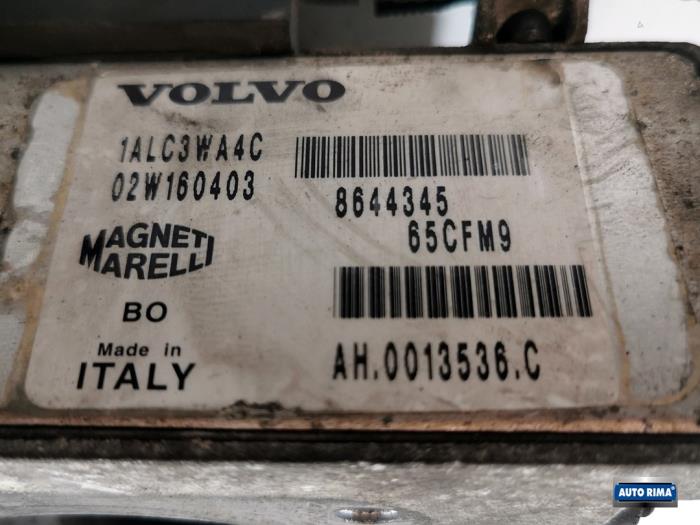 VOLVO
1ALC3WA4C
02W160403
8644345
65CFM9
MAGNETI
MARELLI
BO
Made in
ITALY
AH.0013536.C
AUTO RIMA